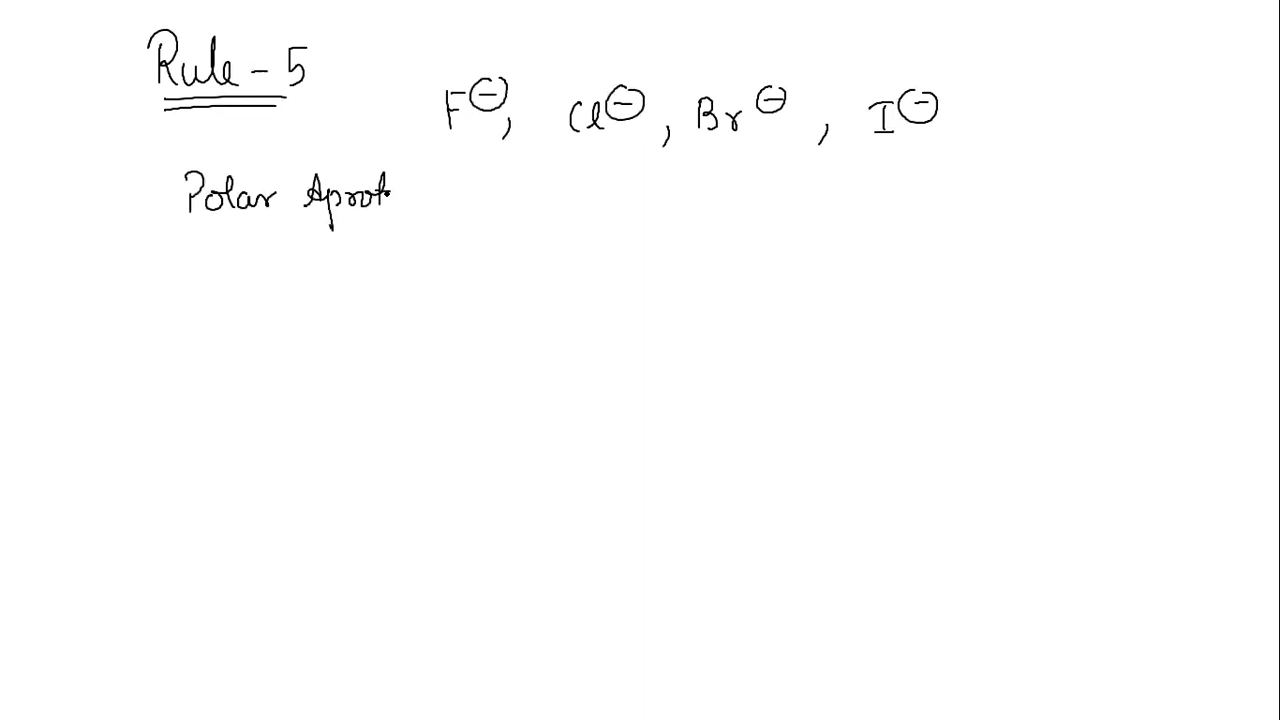 Rule - 5
F⊖, Cl⊖, Br⊖, I⊖
Polar Aprot